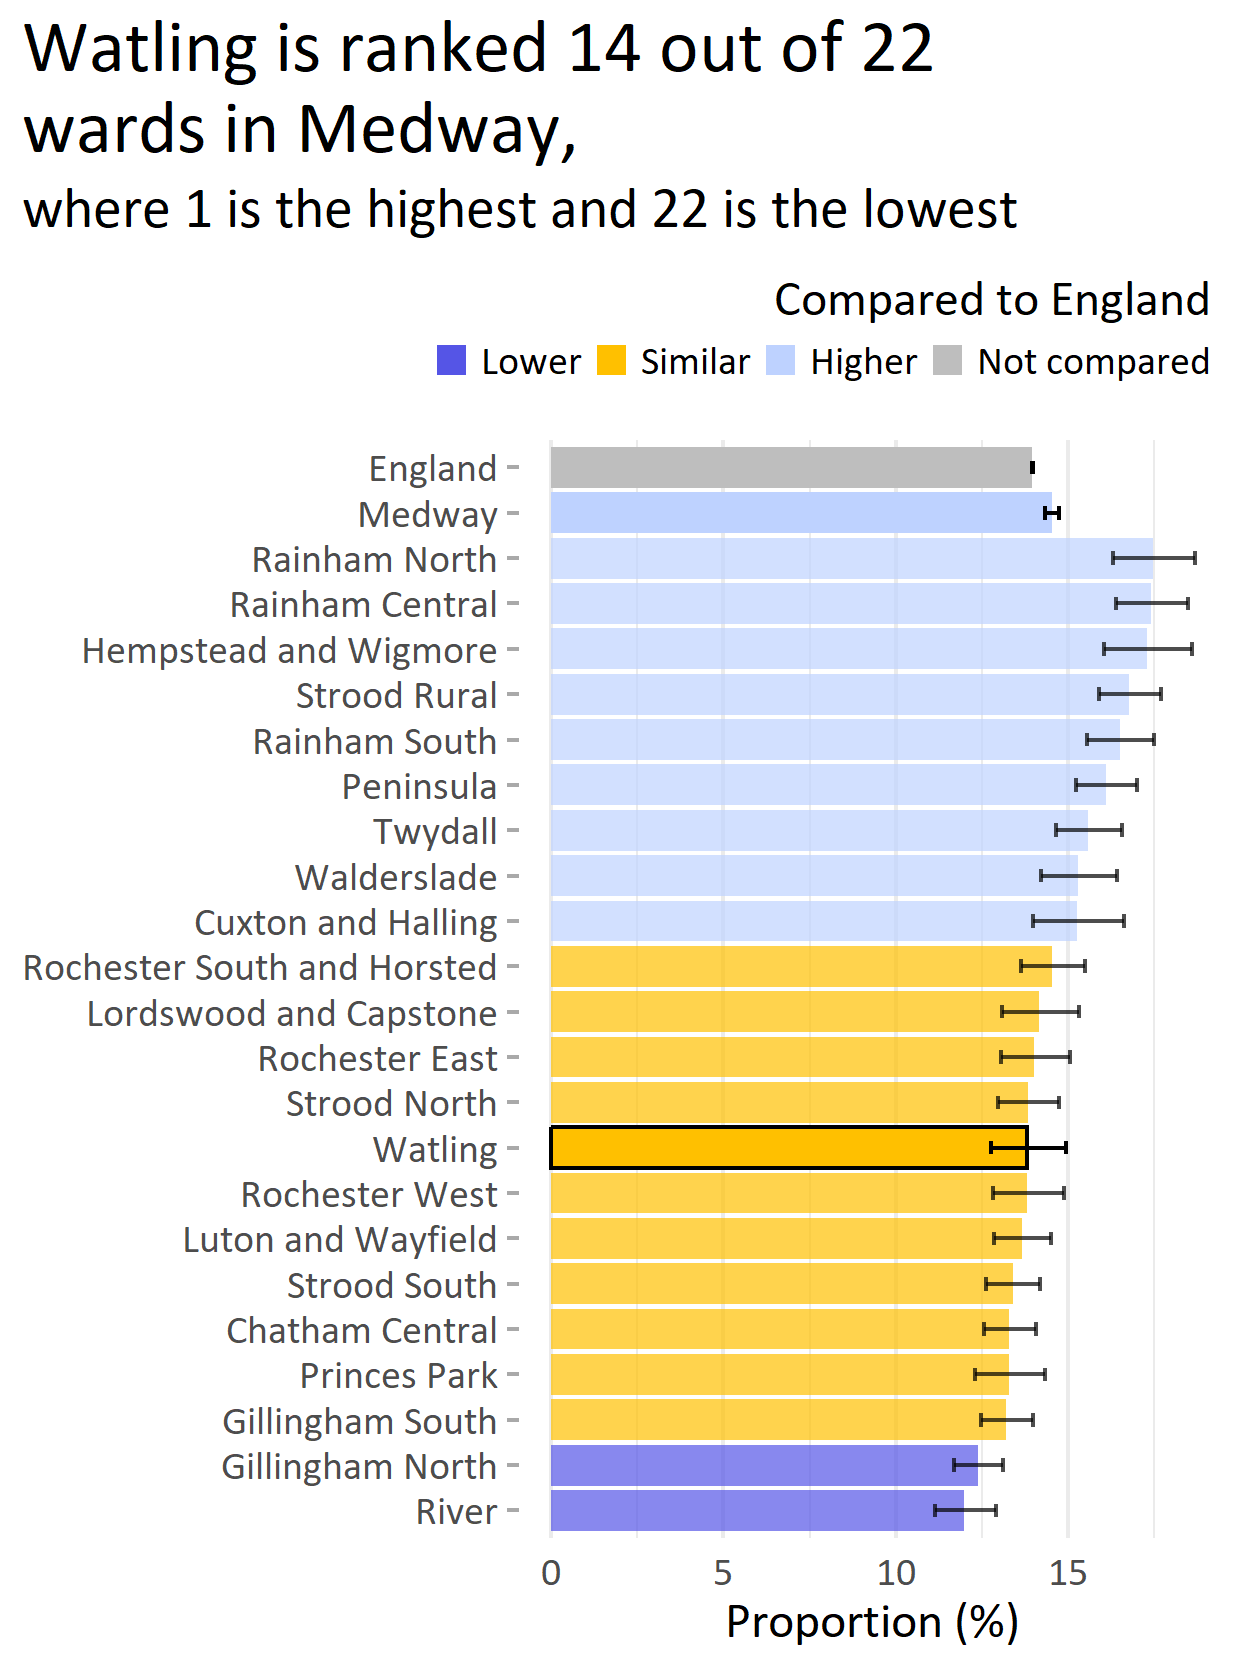 Watling is ranked 14 out of 22
wards in Medway,
where 1 is the highest and 22 is the lowest
Compared to England
Lower Similar Higher Not compared
England
Medway
Rainham North
Rainham Central
Hempstead and Wigmore
Strood Rural
Rainham South
Peninsula
Twydall
Walderslade
Cuxton and Halling
Rochester South and Horsted
Lordswood and Capstone
Rochester East
Strood North
Watling
Rochester West
Luton and Wayfield
Strood South
Chatham Central
Princes Park
Gillingham South
Gillingham North
River
0 5 10 15
Proportion (%)